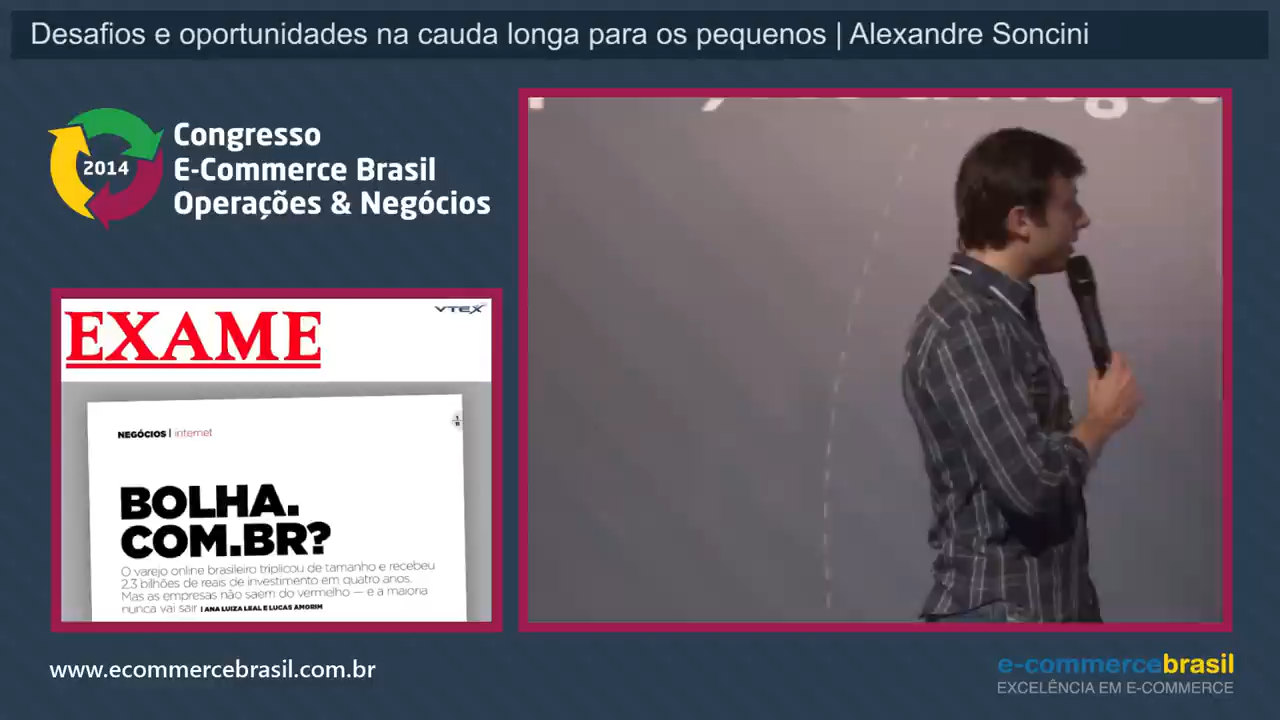 Desafios e oportunidades na cauda longa para os pequenos | Alexandre Soncini
2014
Congresso
E-Commerce Brasil
Operações & Negócios
VTEX
EXAME
NEGÓCIOS | internet
BOLHA.
COM.BR?
O varejo online brasileiro triplicou de tamanho e recebeu
2,3 bilhões de reais de investimento em quatro anos.
Mas as empresas não saem do vermelho — e a maioria
nunca vai sair | ANA LUIZA LEAL E LUCAS AMORIM
www.ecommercebrasil.com.br
e-commercebrasil
EXCELÊNCIA EM E-COMMERCE